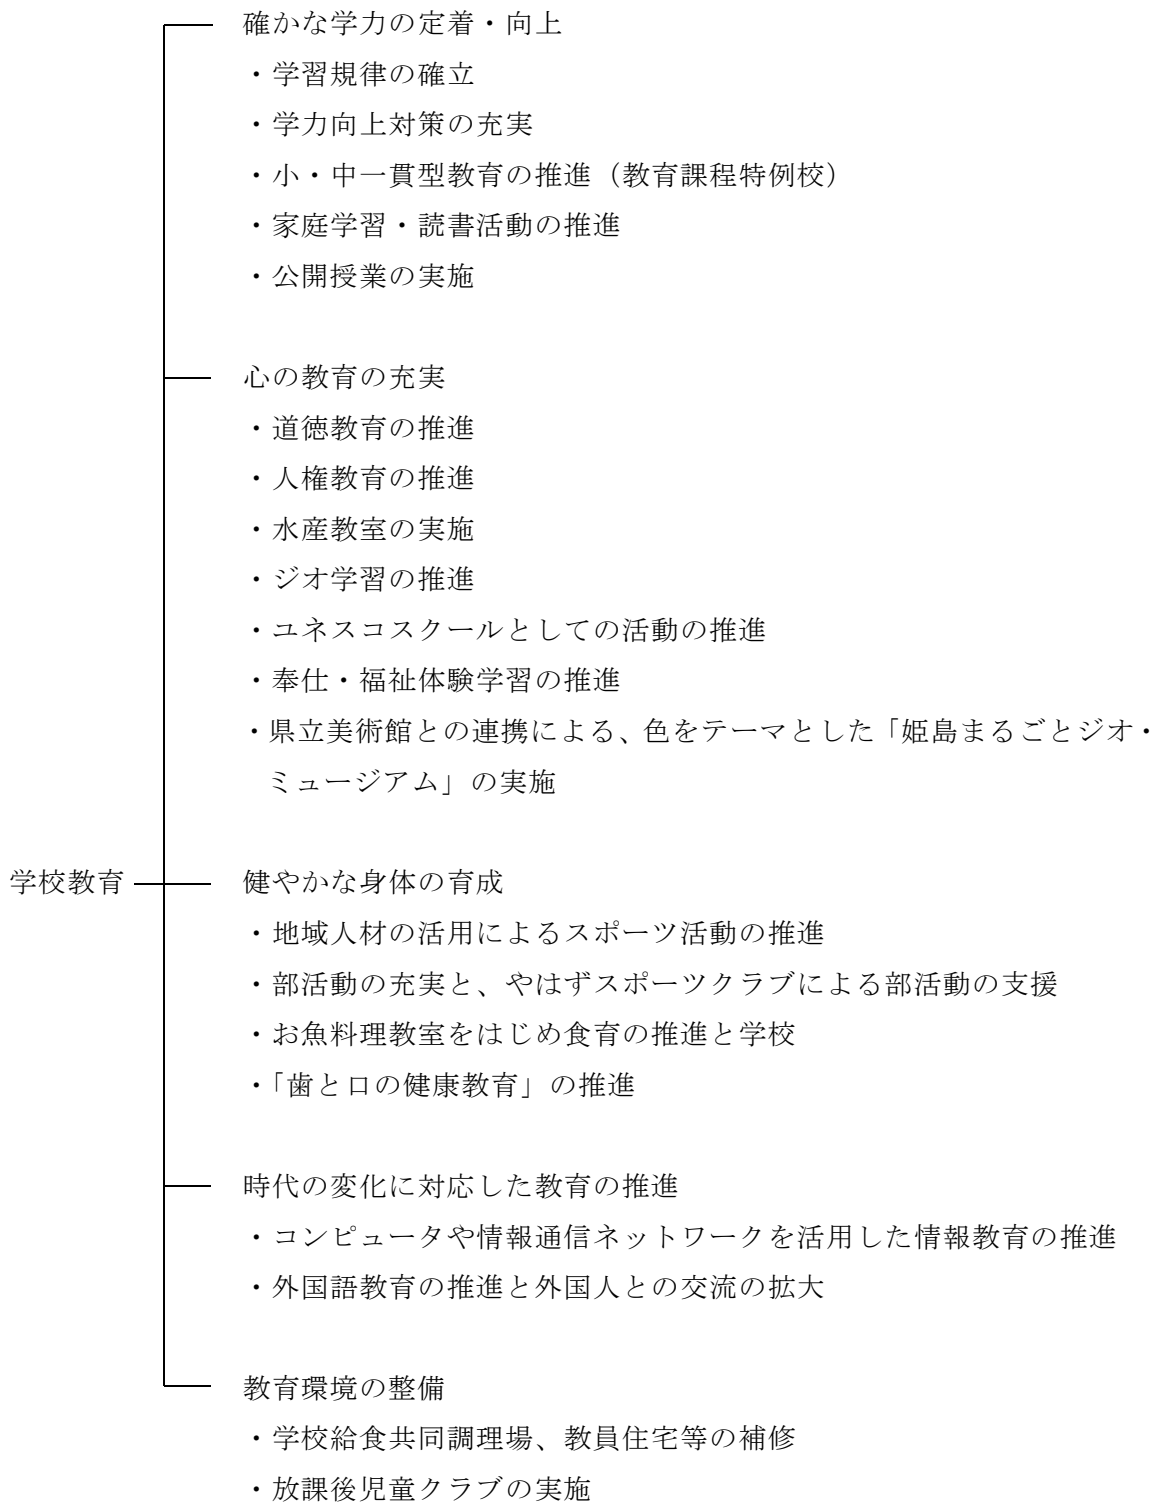 確かな学力の定着・向上
・学習規律の確立
・学力向上対策の充実
・小・中一貫型教育の推進（教育課程特例校）
・家庭学習・読書活動の推進
・公開授業の実施
心の教育の充実
・道徳教育の推進
・人権教育の推進
・水産教室の実施
・ジオ学習の推進
・ユネスコスクールとしての活動の推進
・奉仕・福祉体験学習の推進
・県立美術館との連携による、色をテーマとした「姫島まるごとジオ・
ミュージアム」の実施
学校教育
健やかな身体の育成
・地域人材の活用によるスポーツ活動の推進
・部活動の充実と、やはずスポーツクラブによる部活動の支援
・お魚料理教室をはじめ食育の推進と学校
・「歯と口の健康教育」の推進
時代の変化に対応した教育の推進
・コンピュータや情報通信ネットワークを活用した情報教育の推進
・外国語教育の推進と外国人との交流の拡大
教育環境の整備
・学校給食共同調理場、教員住宅等の補修
・放課後児童クラブの実施